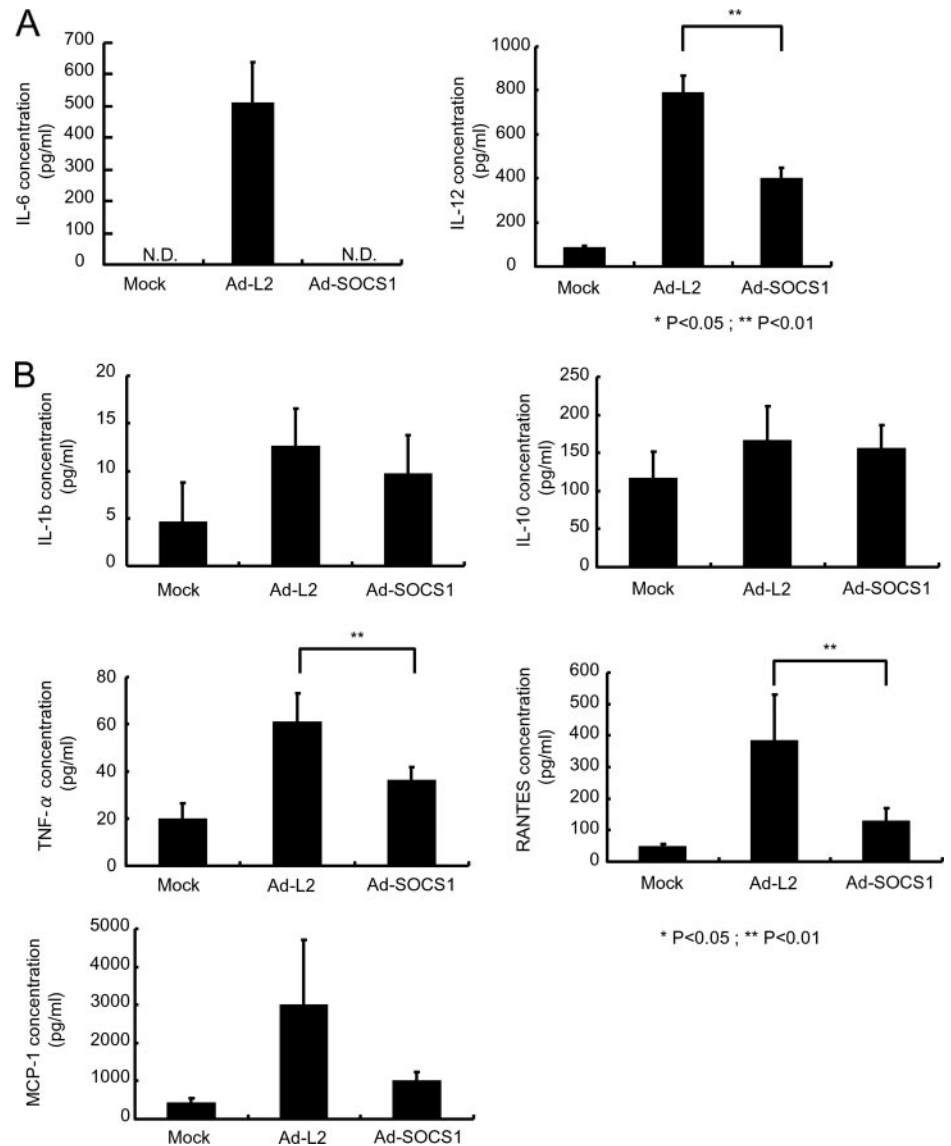 A
IL-6 concentration
(pg/ml)
700
600
500
400
300
200
100
0
N.D.
N.D.
Mock
Ad-L2
Ad-SOCS1
**
IL-12 concentration
(pg/ml)
1000
800
600
400
200
0
Mock
Ad-L2
Ad-SOCS1
* P<0.05 ; ** P<0.01
B
IL-1b concentration
(pg/ml)
20
15
10
5
0
Mock
Ad-L2
Ad-SOCS1
IL-10 concentration
(pg/ml)
250
200
150
100
50
0
Mock
Ad-L2
Ad-SOCS1
**
TNF-α concentration
(pg/ml)
80
60
40
20
0
Mock
Ad-L2
Ad-SOCS1
**
RANTES concentration
(pg/ml)
600
500
400
300
200
100
0
Mock
Ad-L2
Ad-SOCS1
* P<0.05 ; ** P<0.01
MCP-1 concentration
(pg/ml)
5000
4000
3000
2000
1000
0
Mock
Ad-L2
Ad-SOCS1